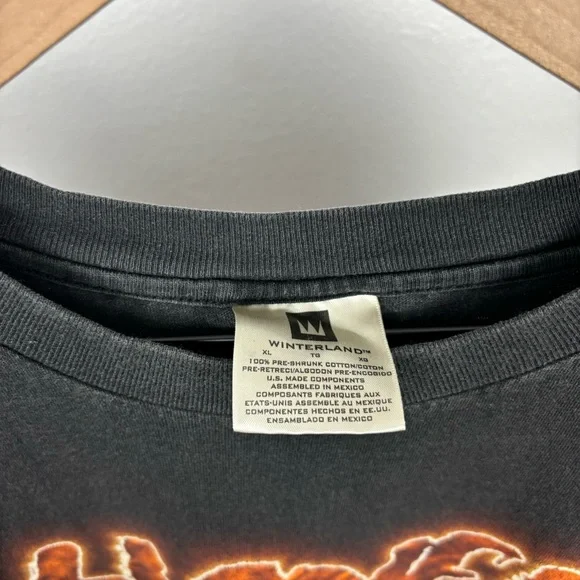 WINTERLAND™
XL TG XG
100% PRE-SHRUNK COTTON/COTON
PRE-RETRECI/ALGODON PRE-ENCOGIDO
U.S. MADE COMPONENTS
ASSEMBLED IN MEXICO
COMPOSANTS FABRIQUES AUX
ETATS-UNIS ASSEMBLE AU MEXIQUE
COMPONENTES HECHOS EN EE.UU.
ENSAMBLADO EN MEXICO